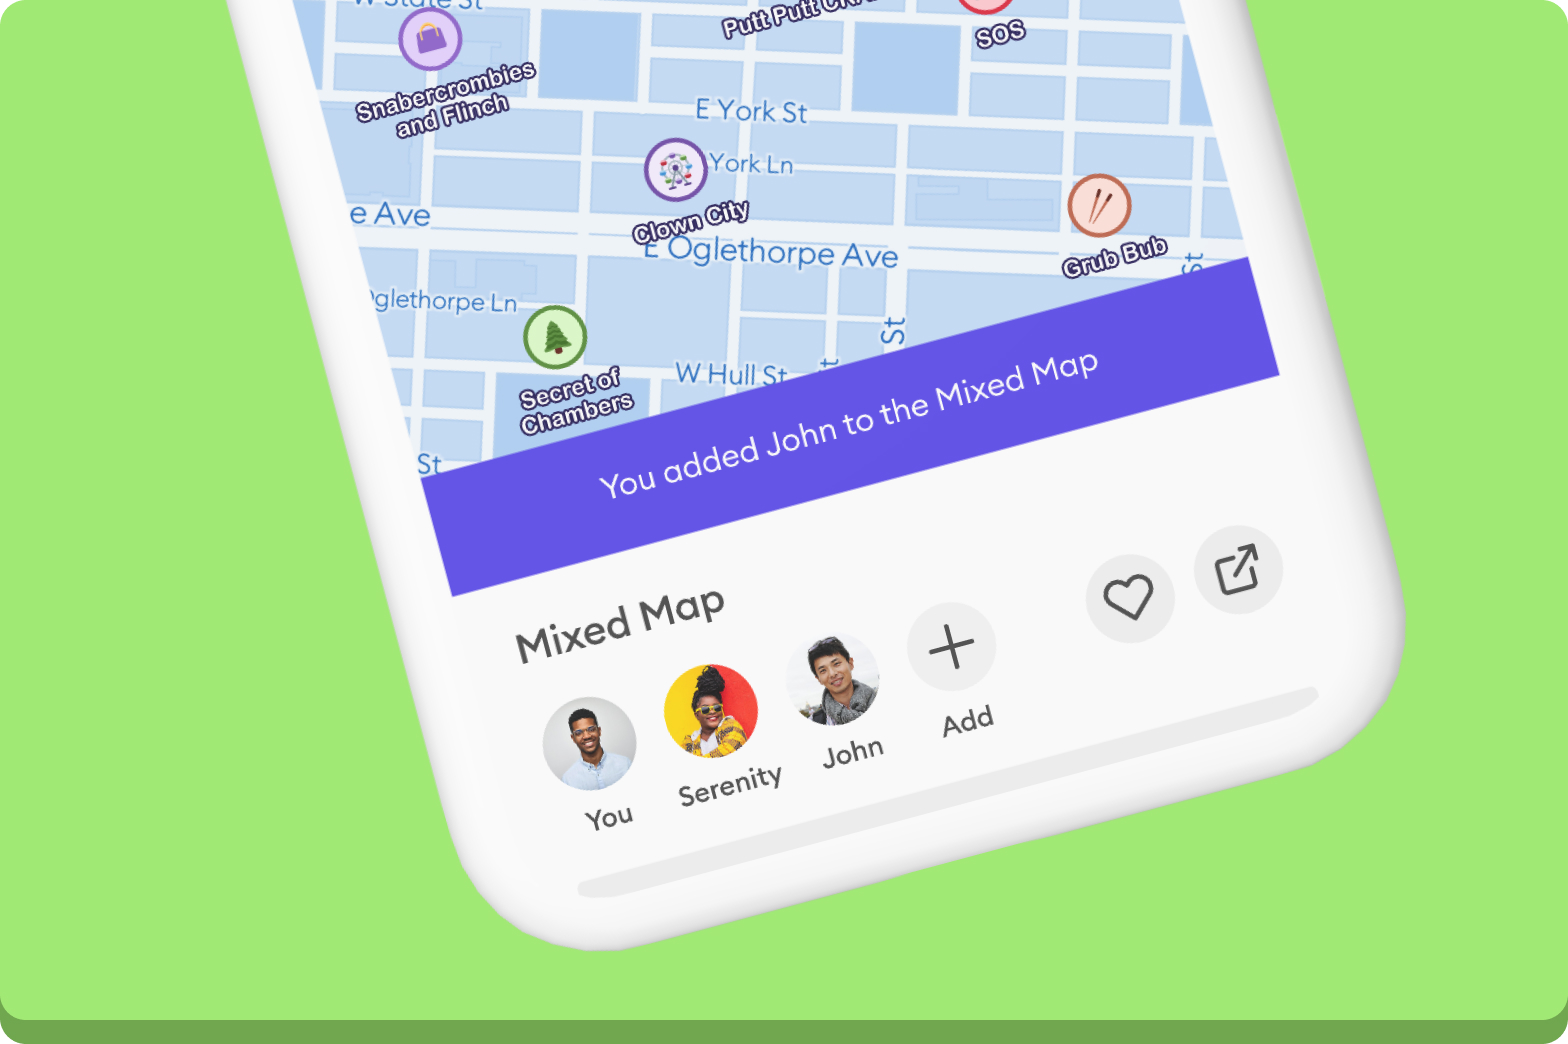 W State St
Putt Putt
SOS
Snabercrombies
and Flinch
E York St
York Ln
Clown City
e Ave
E Oglethorpe Ave
Grub Bub
St
Oglethorpe Ln
St
W Hull St
Secret of
Chambers
St
You added John to the Mixed Map
Mixed Map
You
Serenity
John
Add